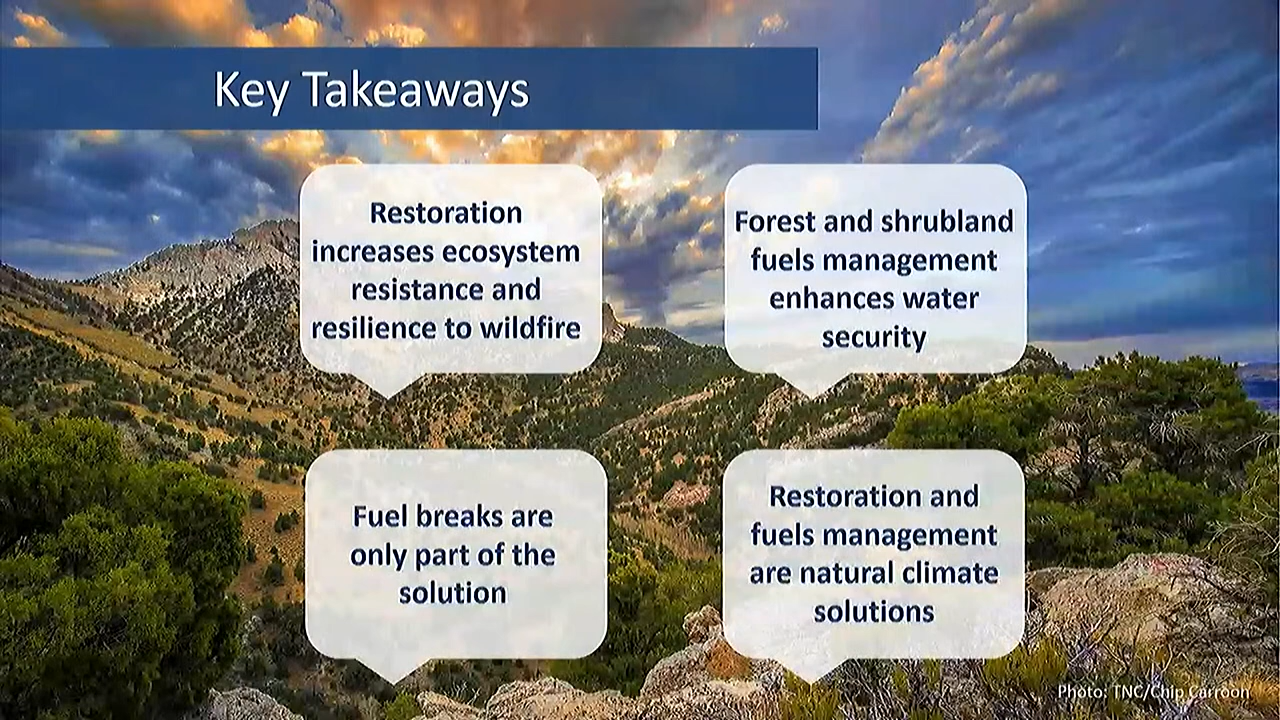 Key Takeaways
Restoration
increases ecosystem
resistance and
resilience to wildfire
Forest and shrubland
fuels management
enhances water
security
Fuel breaks are
only part of the
solution
Restoration and
fuels management
are natural climate
solutions
Photo: TNC/Chip Carroon